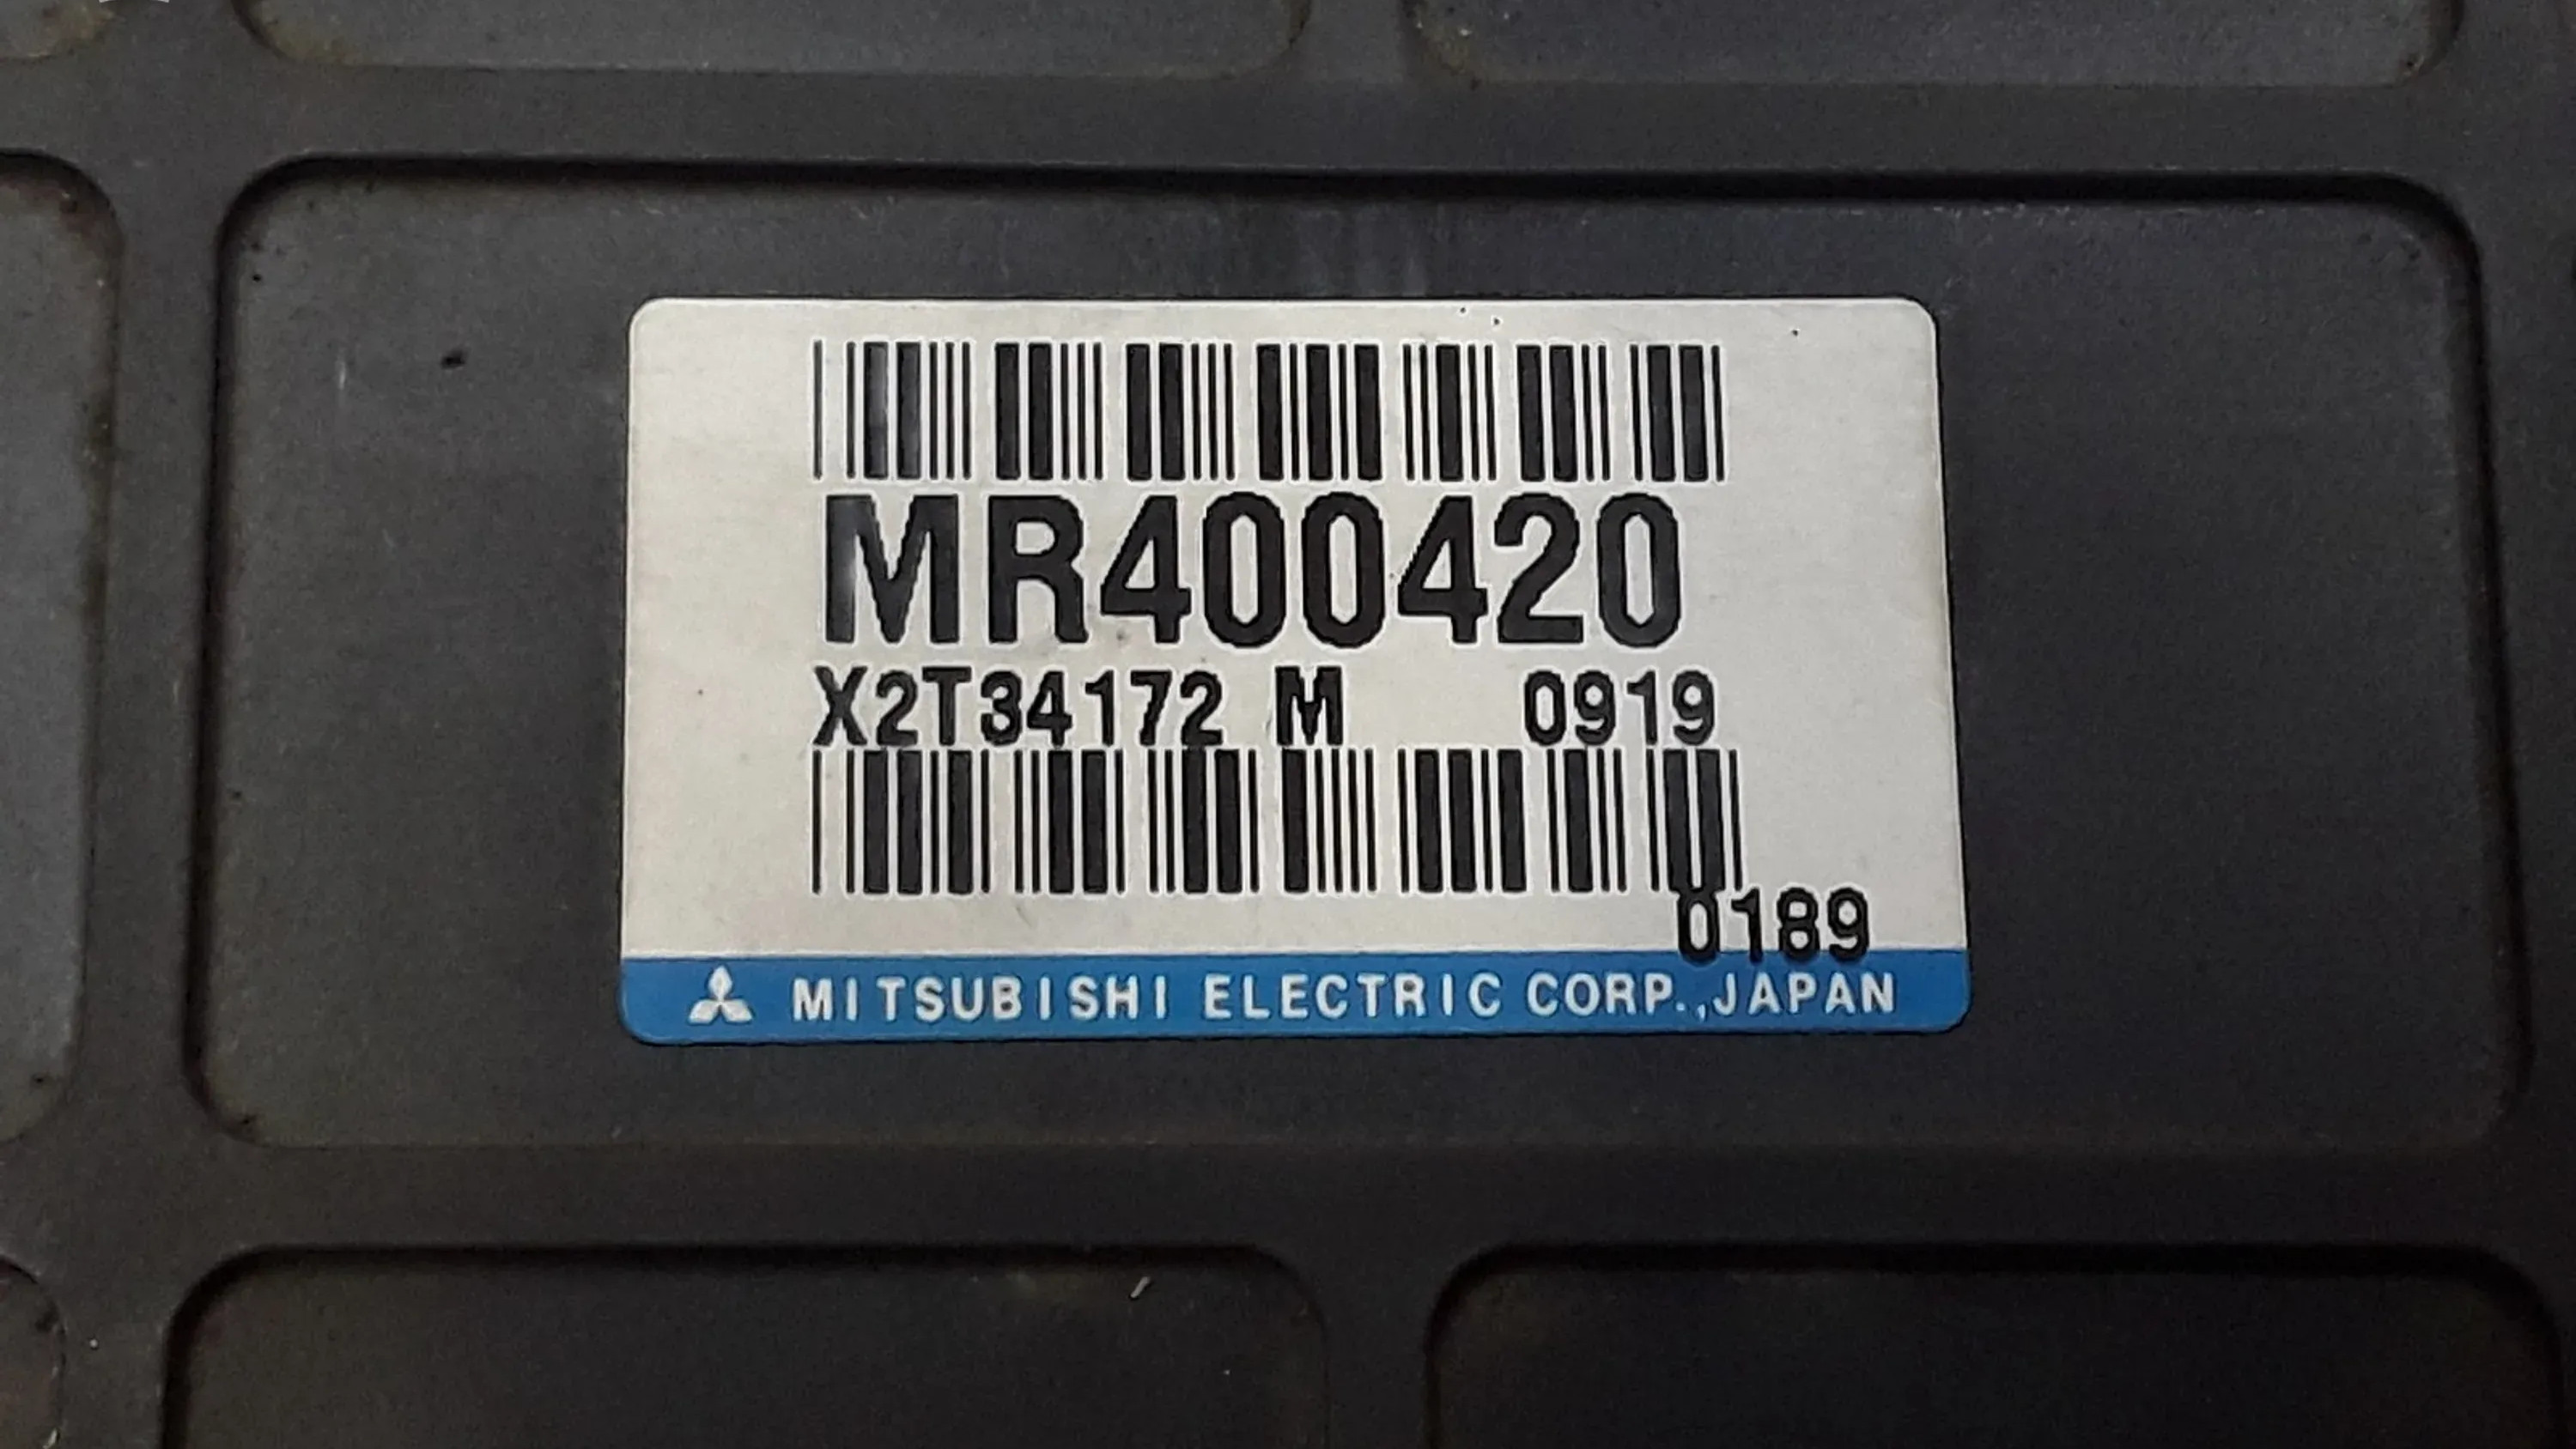 MR400420
X2T34172 M 0919
0189
MITSUBISHI ELECTRIC CORP.,JAPAN